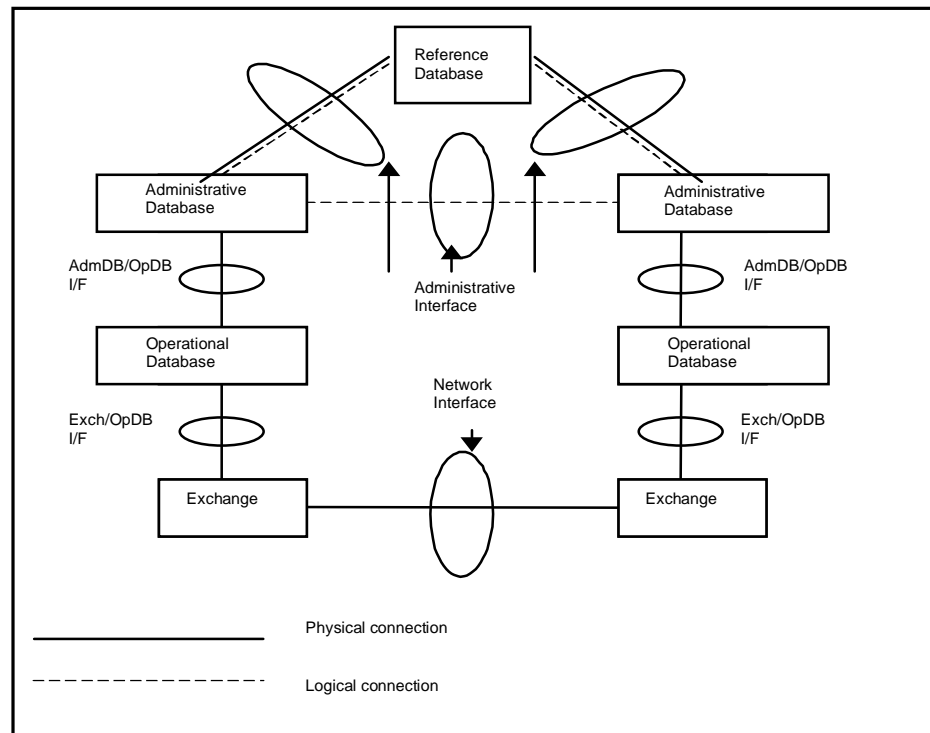 Reference
Database
Administrative
Database
Administrative
Database
AdmDB/OpDB
I/F
AdmDB/OpDB
I/F
Administrative
Interface
Operational
Database
Operational
Database
Network
Interface
Exch/OpDB
I/F
Exch/OpDB
I/F
Exchange
Exchange
Physical connection
Logical connection